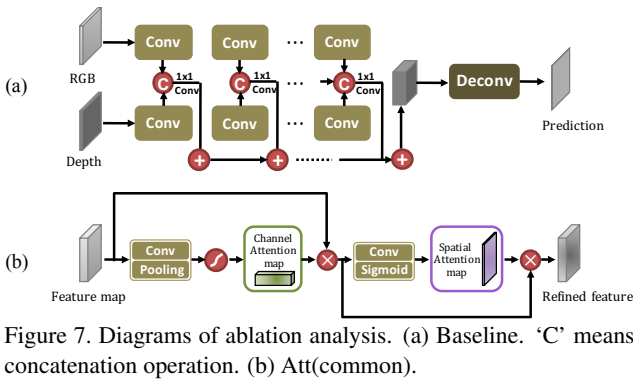 (a)
RGB
Conv Conv ... Conv
C 1x1 Conv C 1x1 Conv ... C 1x1 Conv
Conv Conv ... Conv
Depth
+ + ........ +
Deconv
Prediction
(b)
Feature map
Conv
Pooling
Channel
Attention
map
×
Conv
Sigmoid
Spatial
Attention
map
×
Refined feature
Figure 7. Diagrams of ablation analysis. (a) Baseline. ‘C’ means
concatenation operation. (b) Att(common).